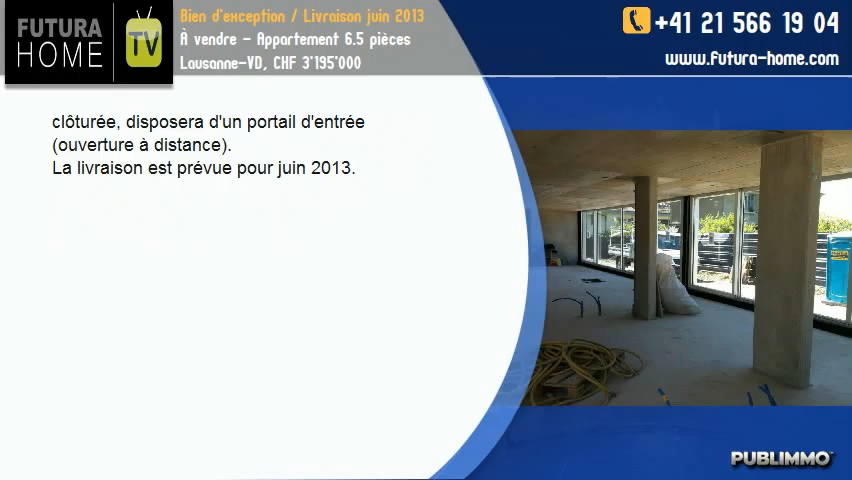 FUTURA
HOME
TV
Bien d'exception / Livraison juin 2013
À vendre - Appartement 6.5 pièces
Lausanne-VD, CHF 3'195'000
+41 21 566 19 04
www.futura-home.com
clôturée, disposera d'un portail d'entrée
(ouverture à distance).
La livraison est prévue pour juin 2013.
PUBLIMMO